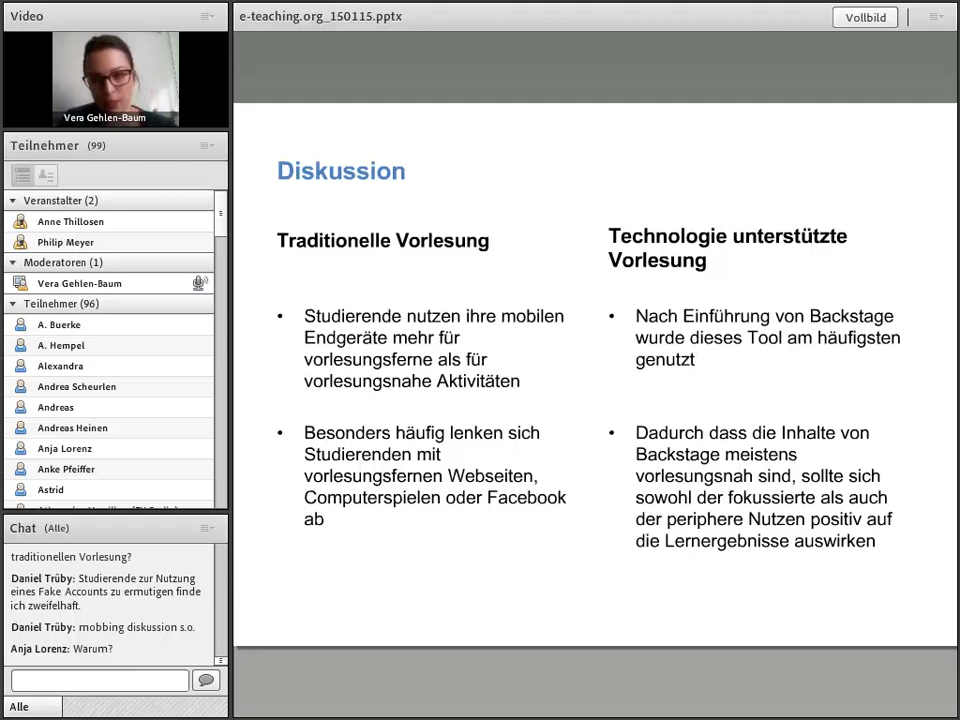 Video
Vera Gehlen-Baum
Teilnehmer (99)
Veranstalter (2)
Anne Thillosen
Philip Meyer
Moderatoren (1)
Vera Gehlen-Baum
Teilnehmer (96)
A. Buerke
A. Hempel
Alexandra
Andrea Scheurlen
Andreas
Andreas Heinen
Anja Lorenz
Anke Pfeiffer
Astrid
Chat (Alle)
traditionellen Vorlesung?
Daniel Trüby: Studierende zur Nutzung
eines Fake Accounts zu ermutigen finde
ich zweifelhaft.
Daniel Trüby: mobbing diskussion s.o.
Anja Lorenz: Warum?
Alle
e-teaching.org_150115.pptx
Vollbild
Diskussion
Traditionelle Vorlesung
• Studierende nutzen ihre mobilen
Endgeräte mehr für
vorlesungsferne als für
vorlesungsnahe Aktivitäten
• Besonders häufig lenken sich
Studierenden mit
vorlesungsfernen Webseiten,
Computerspielen oder Facebook
ab
Technologie unterstützte
Vorlesung
• Nach Einführung von Backstage
wurde dieses Tool am häufigsten
genutzt
• Dadurch dass die Inhalte von
Backstage meistens
vorlesungsnah sind, sollte sich
sowohl der fokussierte als auch
der periphere Nutzen positiv auf
die Lernergebnisse auswirken